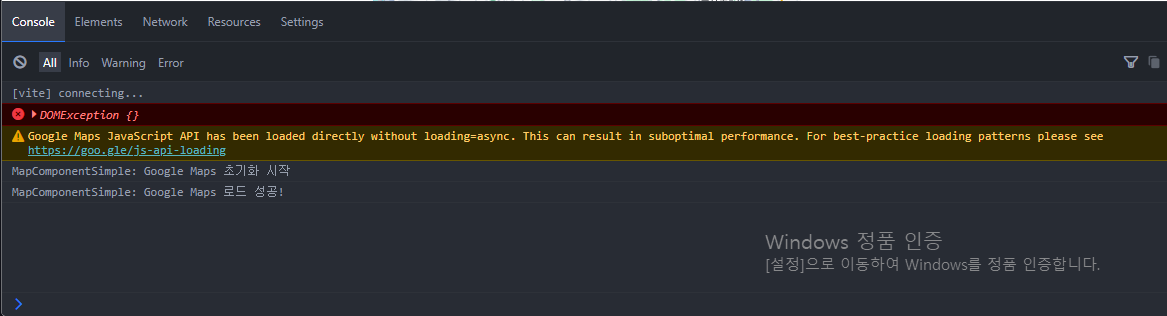 Console Elements Network Resources Settings
All Info Warning Error
[vite] connecting...
DOMException {}
Google Maps JavaScript API has been loaded directly without loading=async. This can result in suboptimal performance. For best-practice loading patterns please see
https://goo.gle/js-api-loading
MapComponentSimple: Google Maps 초기화 시작
MapComponentSimple: Google Maps 로드 성공!
Windows 정품 인증
[설정]으로 이동하여 Windows를 정품 인증합니다.